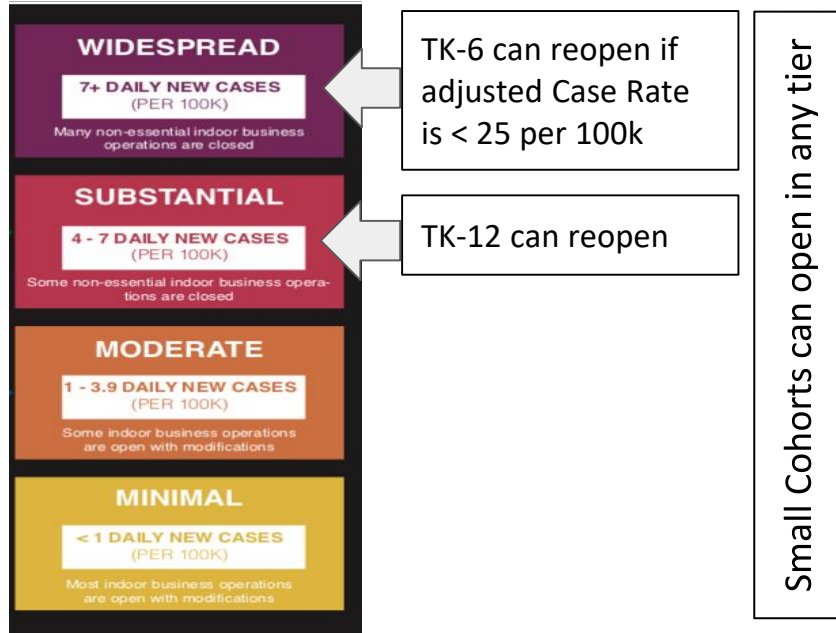 WIDESPREAD
7+ DAILY NEW CASES
(PER 100K)
Many non-essential indoor business
operations are closed
TK-6 can reopen if
adjusted Case Rate
is < 25 per 100k
SUBSTANTIAL
4 - 7 DAILY NEW CASES
(PER 100K)
Some non-essential indoor business opera-
tions are closed
TK-12 can reopen
MODERATE
1 - 3.9 DAILY NEW CASES
(PER 100K)
Some indoor business operations
are open with modifications
MINIMAL
< 1 DAILY NEW CASES
(PER 100K)
Most indoor business operations
are open with modifications
Small Cohorts can open in any tier